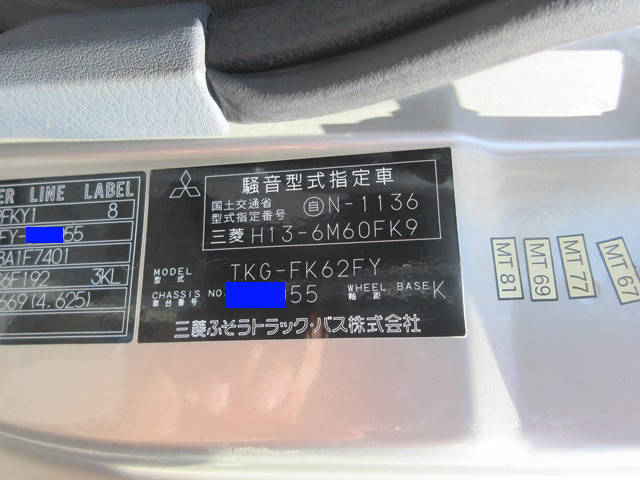 ER LINE LABEL
FKY1 8
FY- 55
BA1F7401
6F192 3KL
669(4.625)
騒音型式指定車
国土交通省
型式指定番号
自N-1136
三菱 H13-6M60FK9
MODEL
型式
TKG-FK62FY
CHASSIS NO.
車台番号
55
WHEEL BASE
軸距
K
三菱ふそうトラック・バス株式会社
MT 81
MT 69
MT 77
MT 67